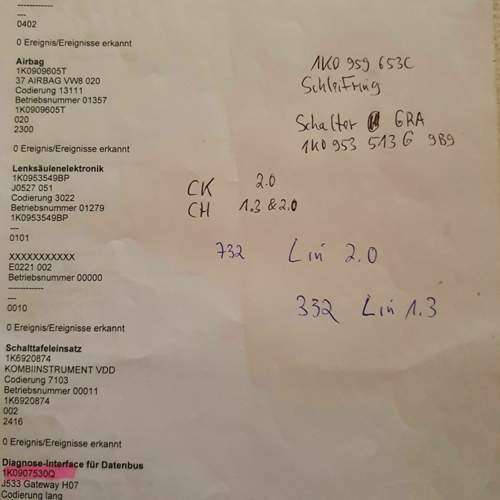 ------------
---
0402
0 Ereignis/Ereignisse erkannt
Airbag
1K0909605T
37 AIRBAG VW8 020
Codierung 13111
Betriebsnummer 01357
1K0909605T
020
2300
0 Ereignis/Ereignisse erkannt
Lenksäulenelektronik
1K0953549BP
J0527 051
Codierung 3022
Betriebsnummer 01279
1K0953549BP
---
0101
XXXXXXXXXXX
E0221 002
Betriebsnummer 00000
------------
---
0010
0 Ereignis/Ereignisse erkannt
Schalttafeleinsatz
1K6920874
KOMBIINSTRUMENT VDD
Codierung 7103
Betriebsnummer 00011
1K6920874
002
2416
0 Ereignis/Ereignisse erkannt
Diagnose-Interface für Datenbus
1K0907530Q
J533 Gateway H07
Codierung lang
1K0 959 653C
Schleifring
Schalter GRA
1K0 953 513 G 9B9
CK 2.0
CH 1.3 & 2.0
732 Lin 2.0
332 Lin 1.3